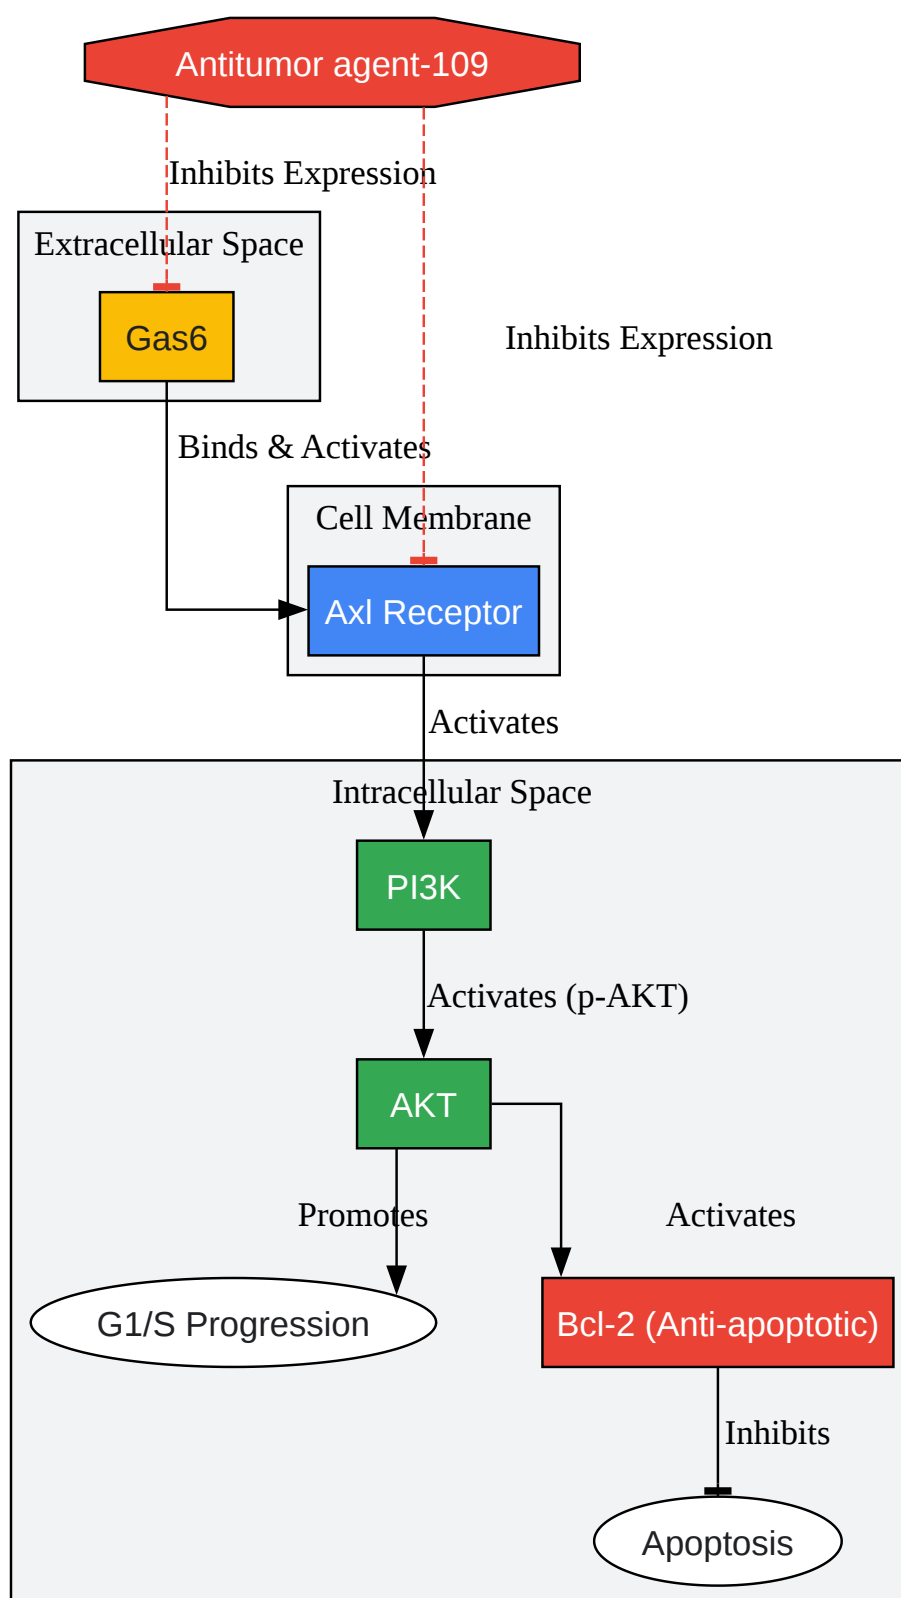 Antitumor agent-109
Inhibits Expression
Extracellular Space
Gas6
Inhibits Expression
Binds & Activates
Cell Membrane
Axl Receptor
Activates
Intracellular Space
PI3K
Activates (p-AKT)
AKT
Promotes
Activates
G1/S Progression
Bcl-2 (Anti-apoptotic)
Inhibits
Apoptosis